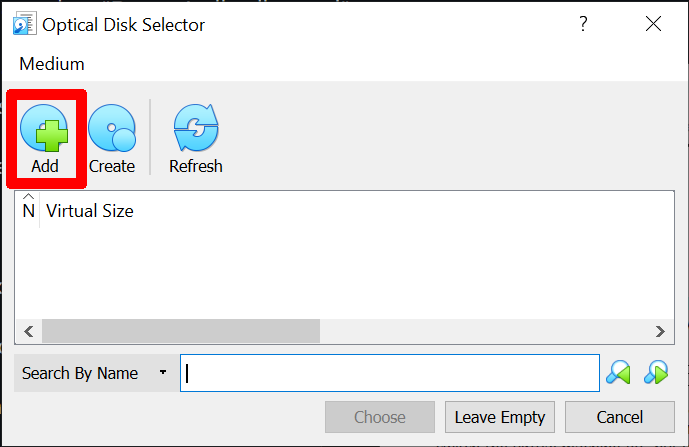 Optical Disk Selector
?
Medium
Add Create Refresh
N Virtual Size
Search By Name
Choose Leave Empty Cancel